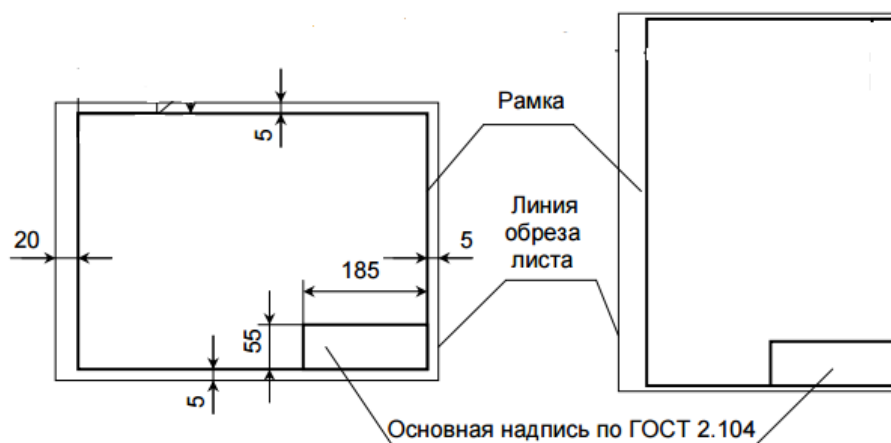 5
Рамка
20
5
Линия
обреза
листа
185
55
5
Основная надпись по ГОСТ 2.104